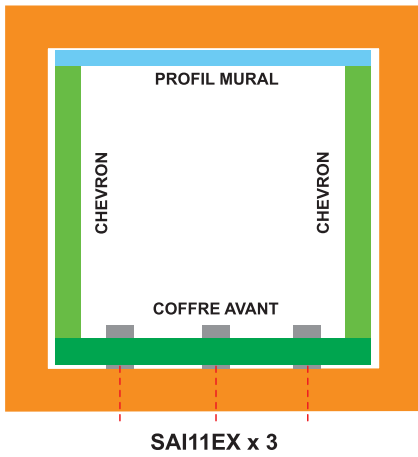 PROFIL MURAL
CHEVRON
CHEVRON
COFFRE AVANT
SAI11EX x 3